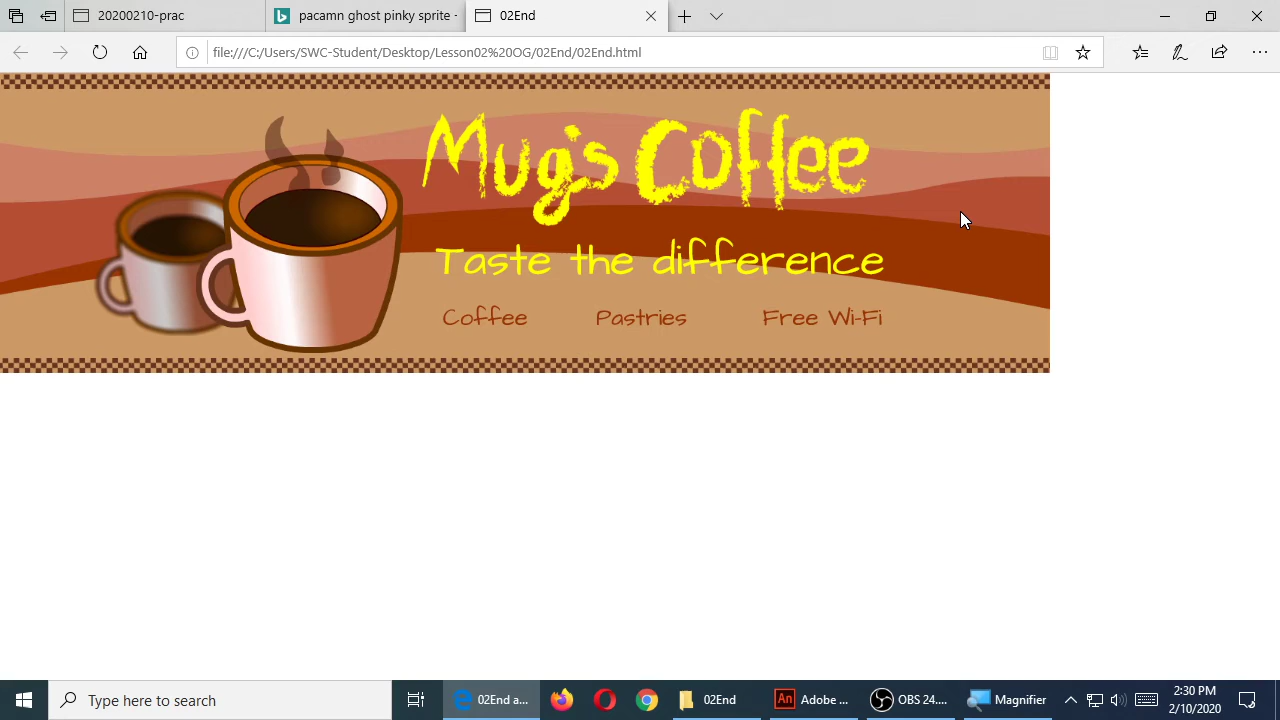 20200210-prac
pacamn ghost pinky sprite -
02End
file:///C:/Users/SWC-Student/Desktop/Lesson02%20OG/02End/02End.html
Mug's Coffee
Taste the difference
Coffee Pastries Free Wi-Fi
Type here to search
02End a...
02End
An Adobe ...
OBS 24....
Magnifier
2:30 PM
2/10/2020